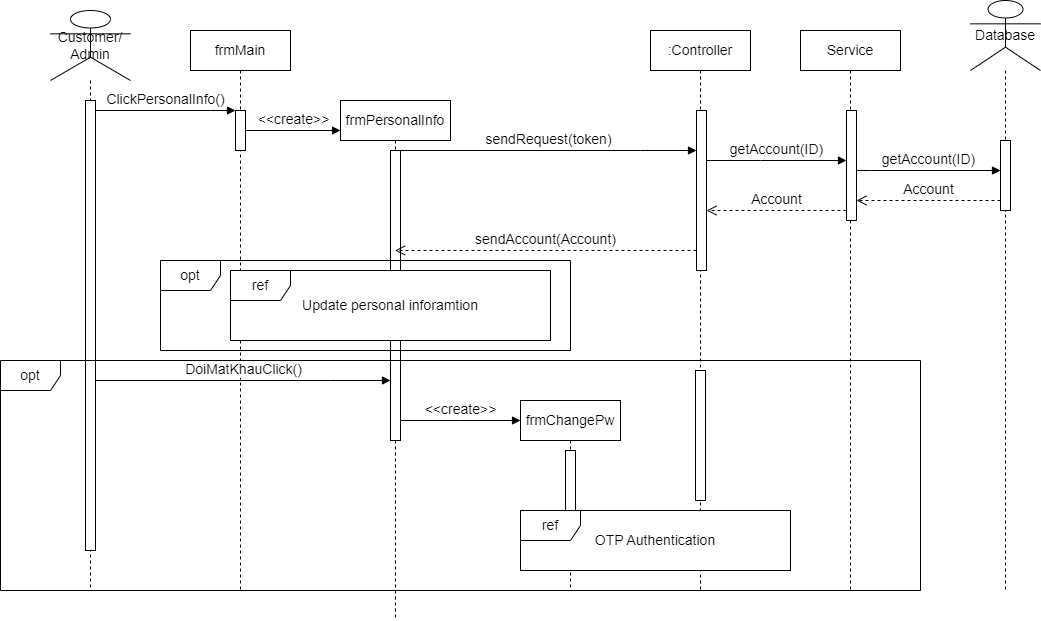 Customer/
Admin
frmMain
:Controller
Service
Database
ClickPersonalInfo()
<<create>>
frmPersonalInfo
sendRequest(token)
getAccount(ID)
getAccount(ID)
Account
Account
sendAccount(Account)
opt
ref
Update personal inforamtion
opt
DoiMatKhauClick()
<<create>>
frmChangePw
ref
OTP Authentication